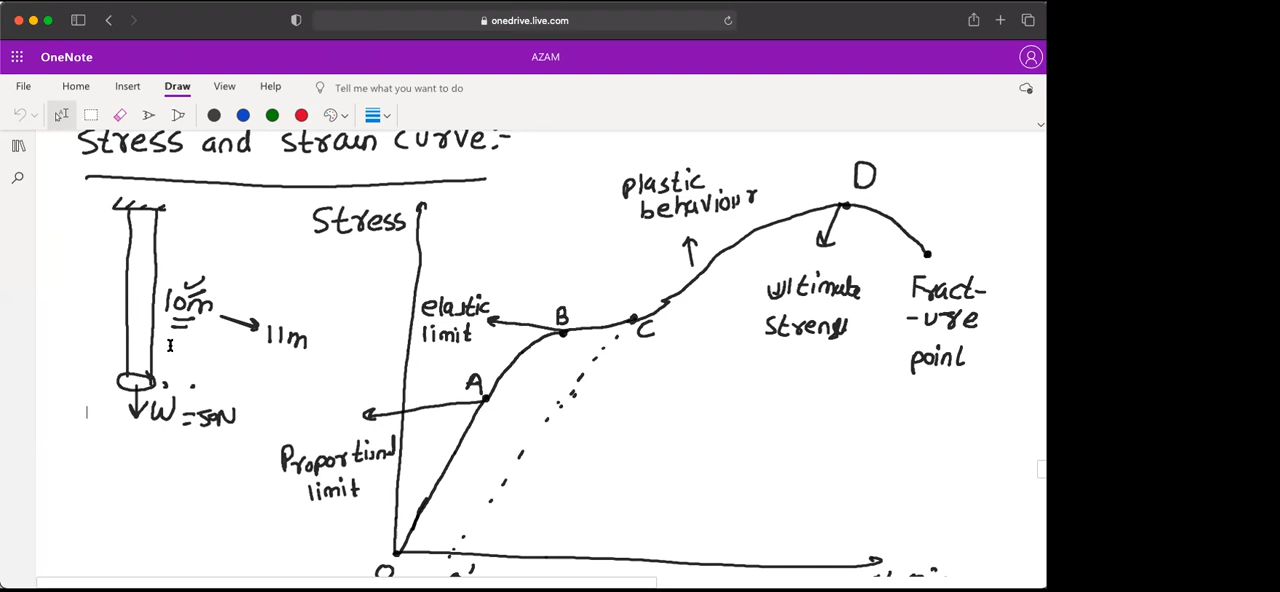 onedrive.live.com
OneNote
AZAM
File Home Insert Draw View Help Tell me what you want to do
Stress and strain curve:-
Stress
plastic
behaviour
D
10m
11m
W = 50N
elastic
limit
B
C
A
Proportional
limit
ultimate
Fract-
-ure
point
O